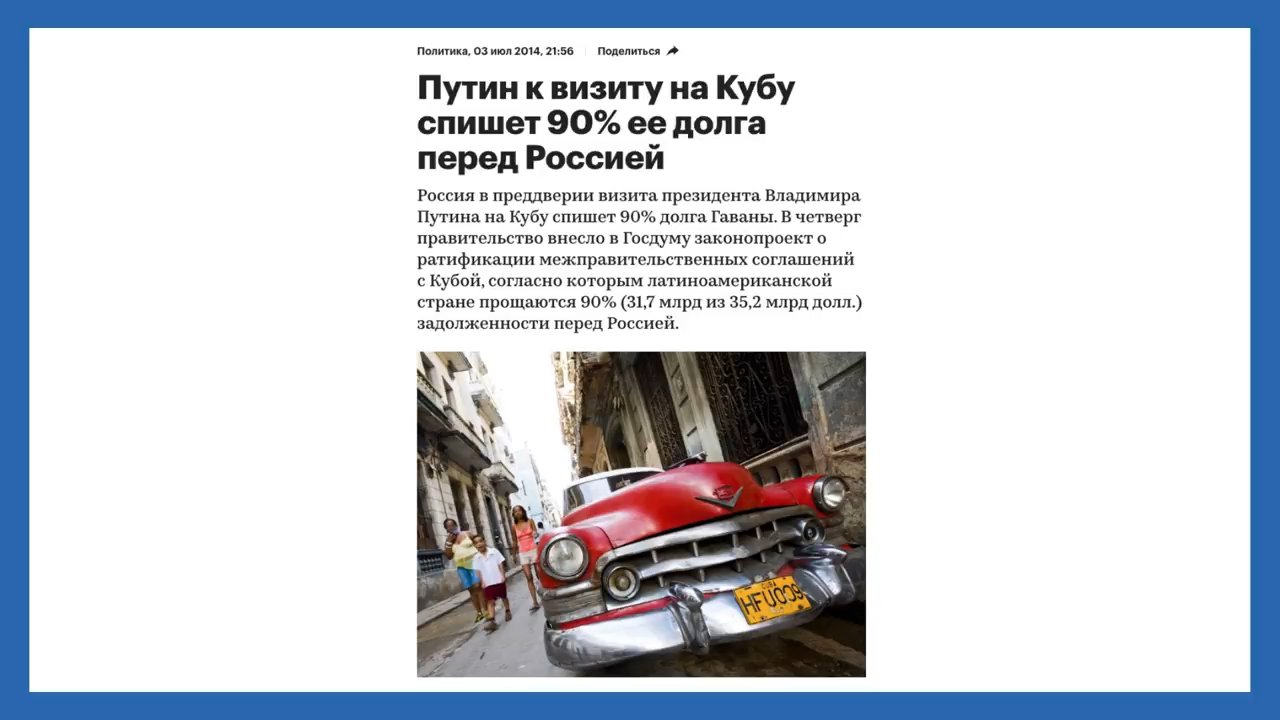 Политика, 03 июл 2014, 21:56 Поделиться
Путин к визиту на Кубу
спишет 90% ее долга
перед Россией
Россия в преддверии визита президента Владимира
Путина на Кубу спишет 90% долга Гаваны. В четверг
правительство внесло в Госдуму законопроект о
ратификации межправительственных соглашений
с Кубой, согласно которым латиноамериканской
стране прощаются 90% (31,7 млрд из 35,2 млрд долл.)
задолженности перед Россией.
CUBA
HFU009